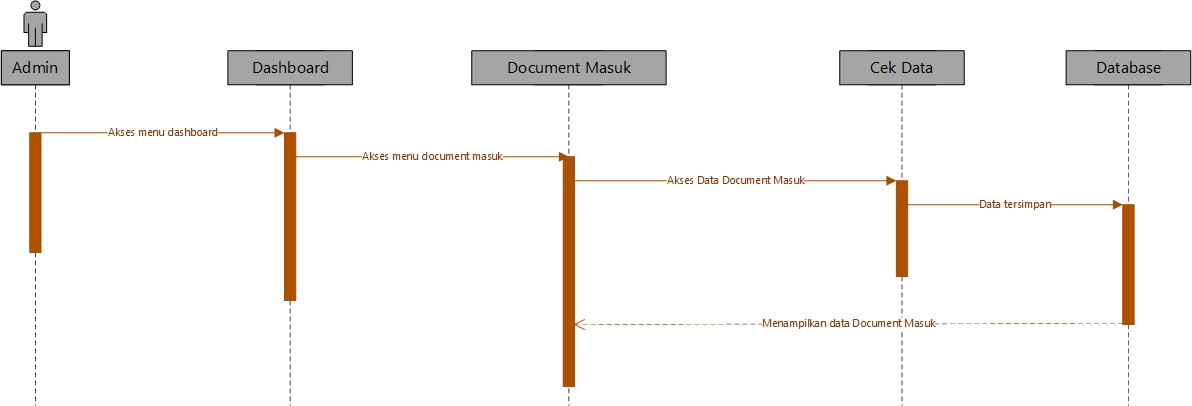 Admin
Dashboard
Document Masuk
Cek Data
Database
Akses menu dashboard
Akses menu document masuk
Akses Data Document Masuk
Data tersimpan
Menampilkan data Document Masuk